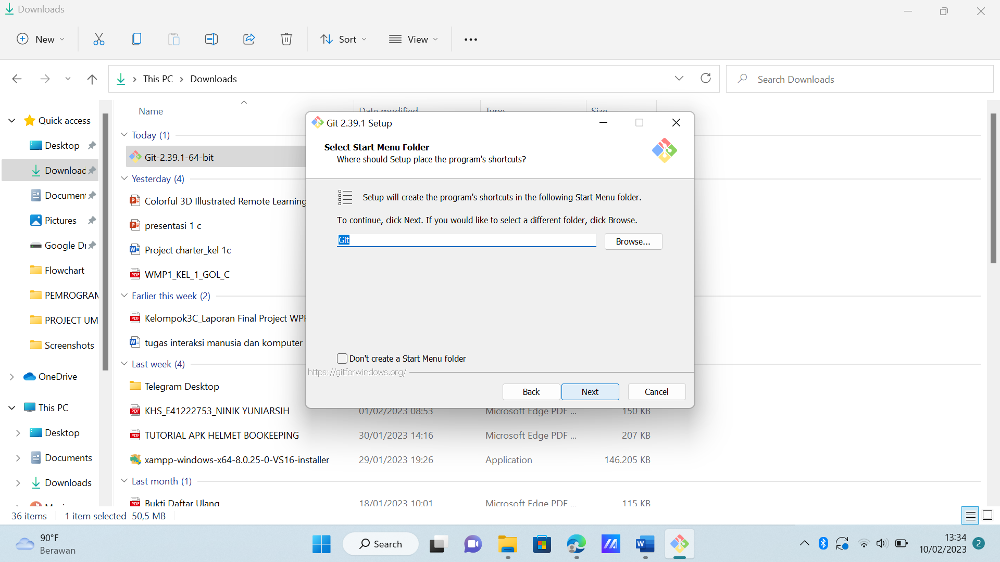 Downloads
New
Sort
View
This PC
Downloads
Search Downloads
Name
Date modified
Type
Size
Quick access
Desktop
Pictures
Flowchart
Screenshots
OneDrive
This PC
Desktop
Documents
Downloads
Today (1)
Git-2.39.1-64-bit
Yesterday (4)
Colorful 3D Illustrated Remote Learning
presentasi 1 c
Project charter_kel 1c
WMP1_KEL_1_GOL_C
Earlier this week (2)
Kelompok3C_Laporan Final Project
tugas interaksi manusia dan komputer
Last week (4)
Telegram Desktop
KHS_E41222753_NINIK YUNIARSIH 01/02/2023 08:53 Microsoft Edge PDF ... 150 KB
TUTORIAL APK HELMET BOOKEEPING 30/01/2023 14:16 Microsoft Edge PDF ... 207 KB
xampp-windows-x64-8.0.25-0-VS16-installer 29/01/2023 19:26 Application 146.205 KB
Last month (1)
Bukti Daftar Ulang 18/01/2023 10:01 Microsoft Edge PDF ... 115 KB
Git 2.39.1 Setup
Select Start Menu Folder
Where should Setup place the program's shortcuts?
Setup will create the program's shortcuts in the following Start Menu folder.
To continue, click Next. If you would like to select a different folder, click Browse.
Git
Browse...
Don't create a Start Menu folder
https://gitforwindows.org/
Back
Next
Cancel
36 items
1 item selected 50,5 MB
90°F
Berawan
Search
13:34
10/02/2023
2